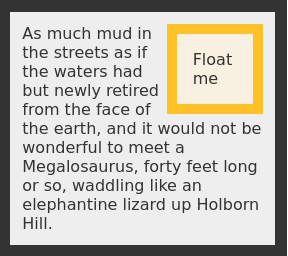 As much mud in
the streets as if
the waters had
but newly retired
from the face of
the earth, and it would not be
wonderful to meet a
Megalosaurus, forty feet long
or so, waddling like an
elephantine lizard up Holborn
Hill.
Float
me